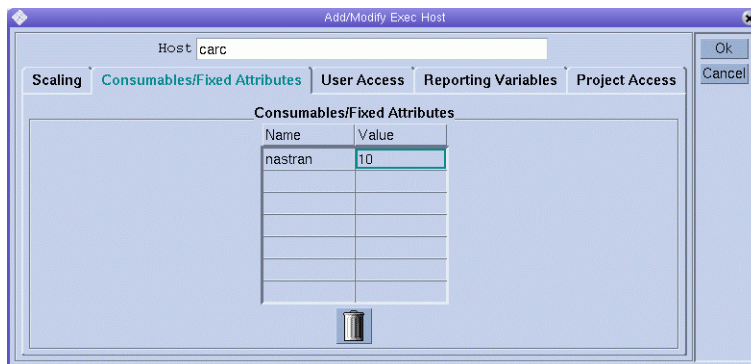 Add/Modify Exec Host
Host carc
Ok
Cancel
Scaling Consumables/Fixed Attributes User Access Reporting Variables Project Access
Consumables/Fixed Attributes
Name Value
nastran 10